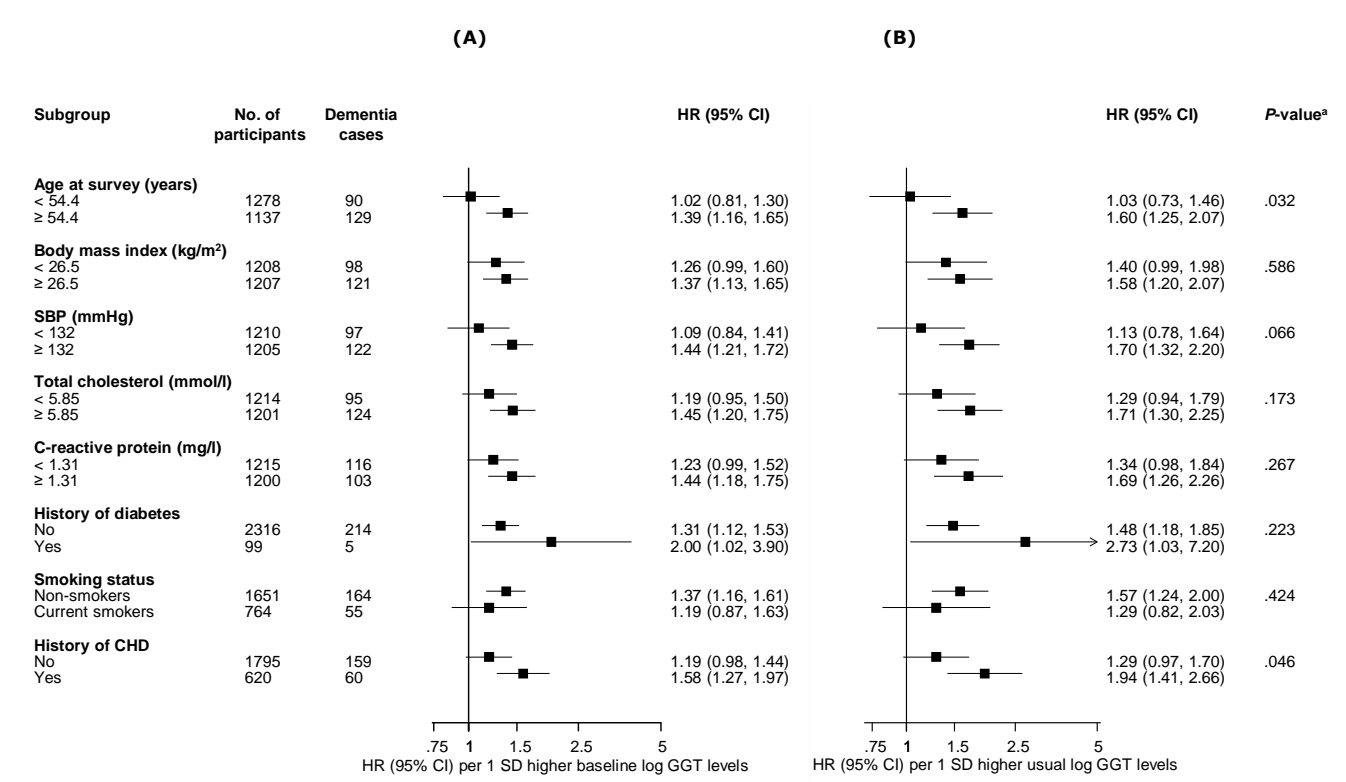 (A) (B)
Subgroup No. of participants Dementia cases HR (95% CI) HR (95% CI) P-valueᵃ
Age at survey (years)
< 54.4 1278 90 1.02 (0.81, 1.30) 1.03 (0.73, 1.46) .032
≥ 54.4 1137 129 1.39 (1.16, 1.65) 1.60 (1.25, 2.07)
Body mass index (kg/m²)
< 26.5 1208 98 1.26 (0.99, 1.60) 1.40 (0.99, 1.98) .586
≥ 26.5 1207 121 1.37 (1.13, 1.65) 1.58 (1.20, 2.07)
SBP (mmHg)
< 132 1210 97 1.09 (0.84, 1.41) 1.13 (0.78, 1.64) .066
≥ 132 1205 122 1.44 (1.21, 1.72) 1.70 (1.32, 2.20)
Total cholesterol (mmol/l)
< 5.85 1214 95 1.19 (0.95, 1.50) 1.29 (0.94, 1.79) .173
≥ 5.85 1201 124 1.45 (1.20, 1.75) 1.71 (1.30, 2.25)
C-reactive protein (mg/l)
< 1.31 1215 116 1.23 (0.99, 1.52) 1.34 (0.98, 1.84) .267
≥ 1.31 1200 103 1.44 (1.18, 1.75) 1.69 (1.26, 2.26)
History of diabetes
No 2316 214 1.31 (1.12, 1.53) 1.48 (1.18, 1.85) .223
Yes 99 5 2.00 (1.02, 3.90) 2.73 (1.03, 7.20)
Smoking status
Non-smokers 1651 164 1.37 (1.16, 1.61) 1.57 (1.24, 2.00) .424
Current smokers 764 55 1.19 (0.87, 1.63) 1.29 (0.82, 2.03)
History of CHD
No 1795 159 1.19 (0.98, 1.44) 1.29 (0.97, 1.70) .046
Yes 620 60 1.58 (1.27, 1.97) 1.94 (1.41, 2.66)
.75 1 1.5 2.5 5 .75 1 1.5 2.5 5
HR (95% CI) per 1 SD higher baseline log GGT levels HR (95% CI) per 1 SD higher usual log GGT levels